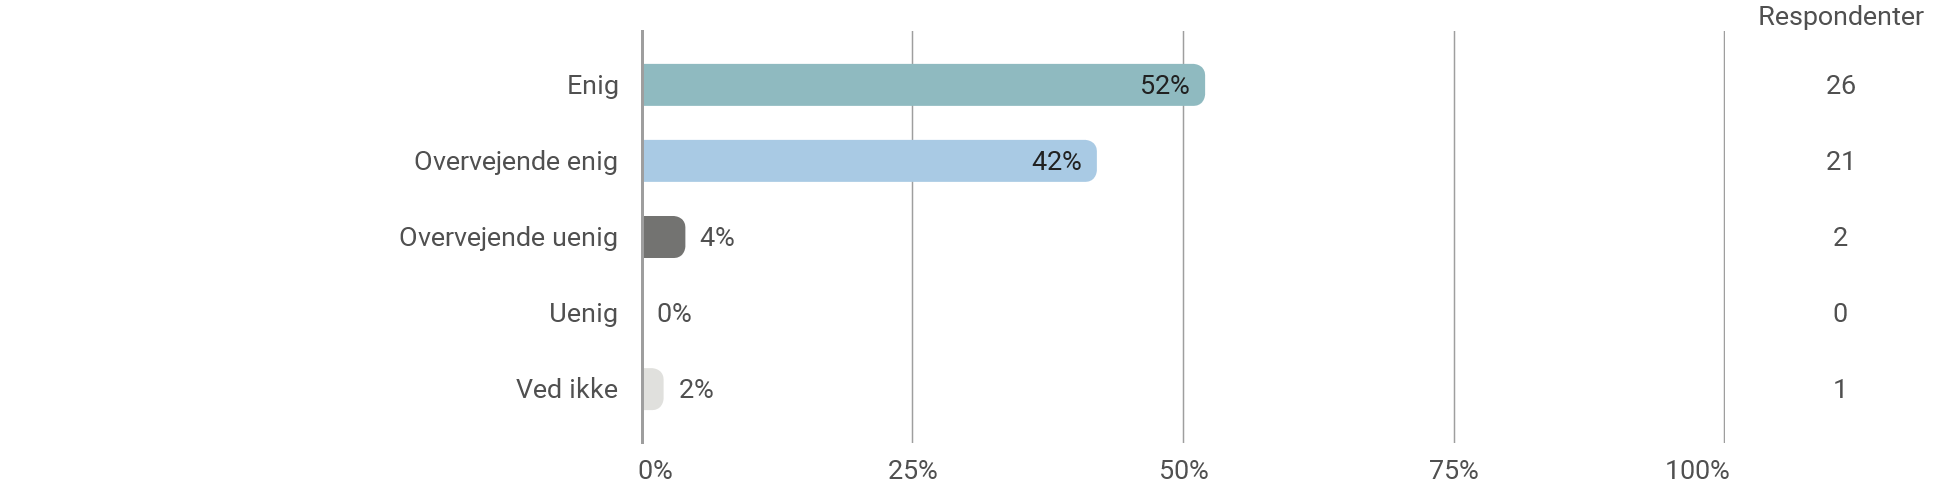 Respondenter
Enig 52% 26
Overvejende enig 42% 21
Overvejende uenig 4% 2
Uenig 0% 0
Ved ikke 2% 1
0% 25% 50% 75% 100%